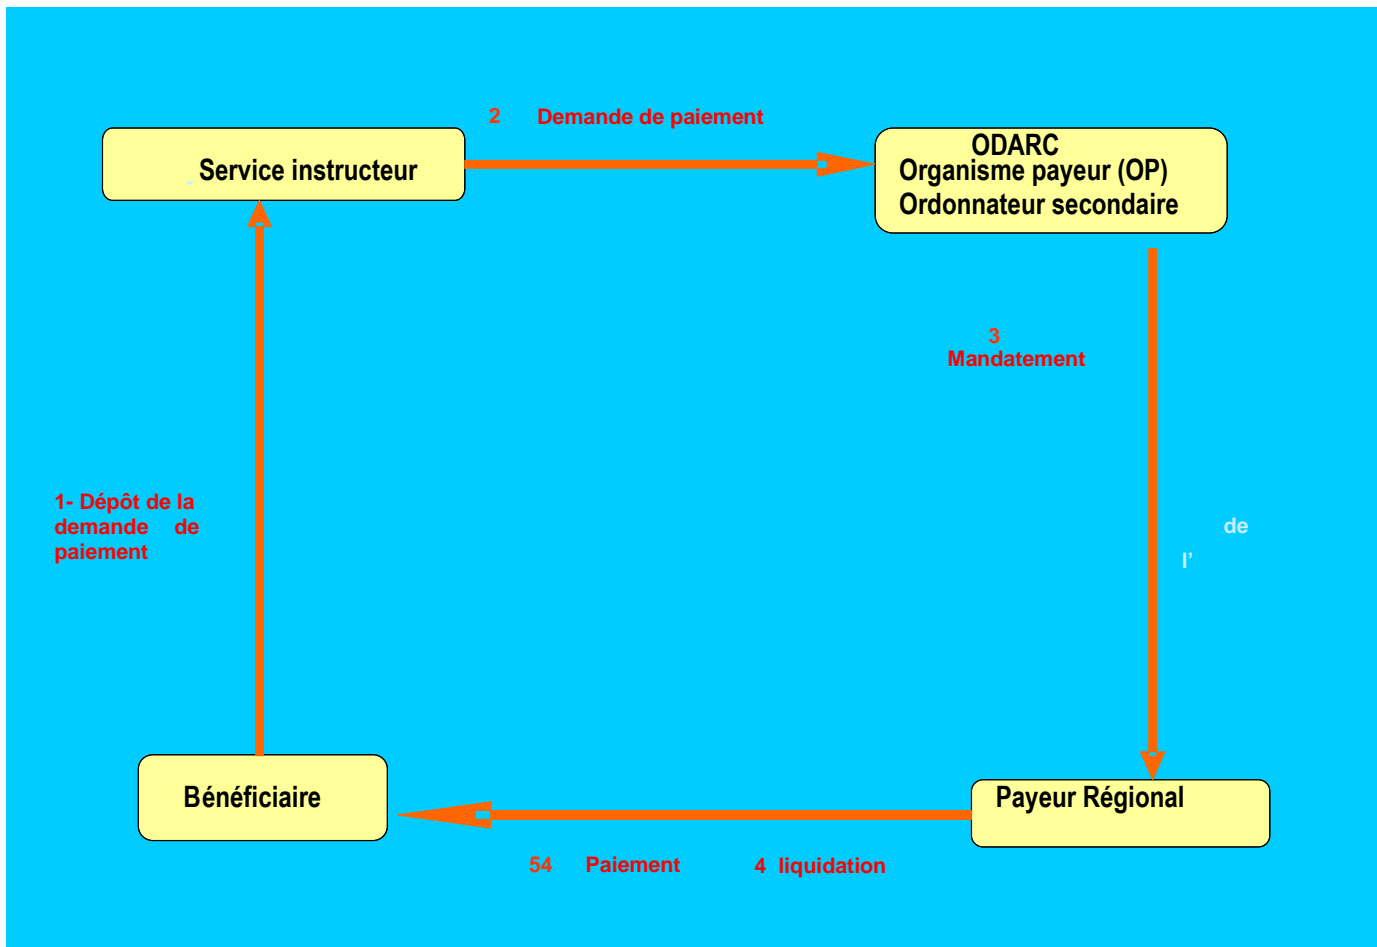 2 Demande de paiement
Service instructeur
-
ODARC
Organisme payeur (OP)
Ordonnateur secondaire
3
Mandatement
1- Dépôt de la
demande de
paiement
de
l’
Bénéficiaire
Payeur Régional
54 Paiement 4 liquidation